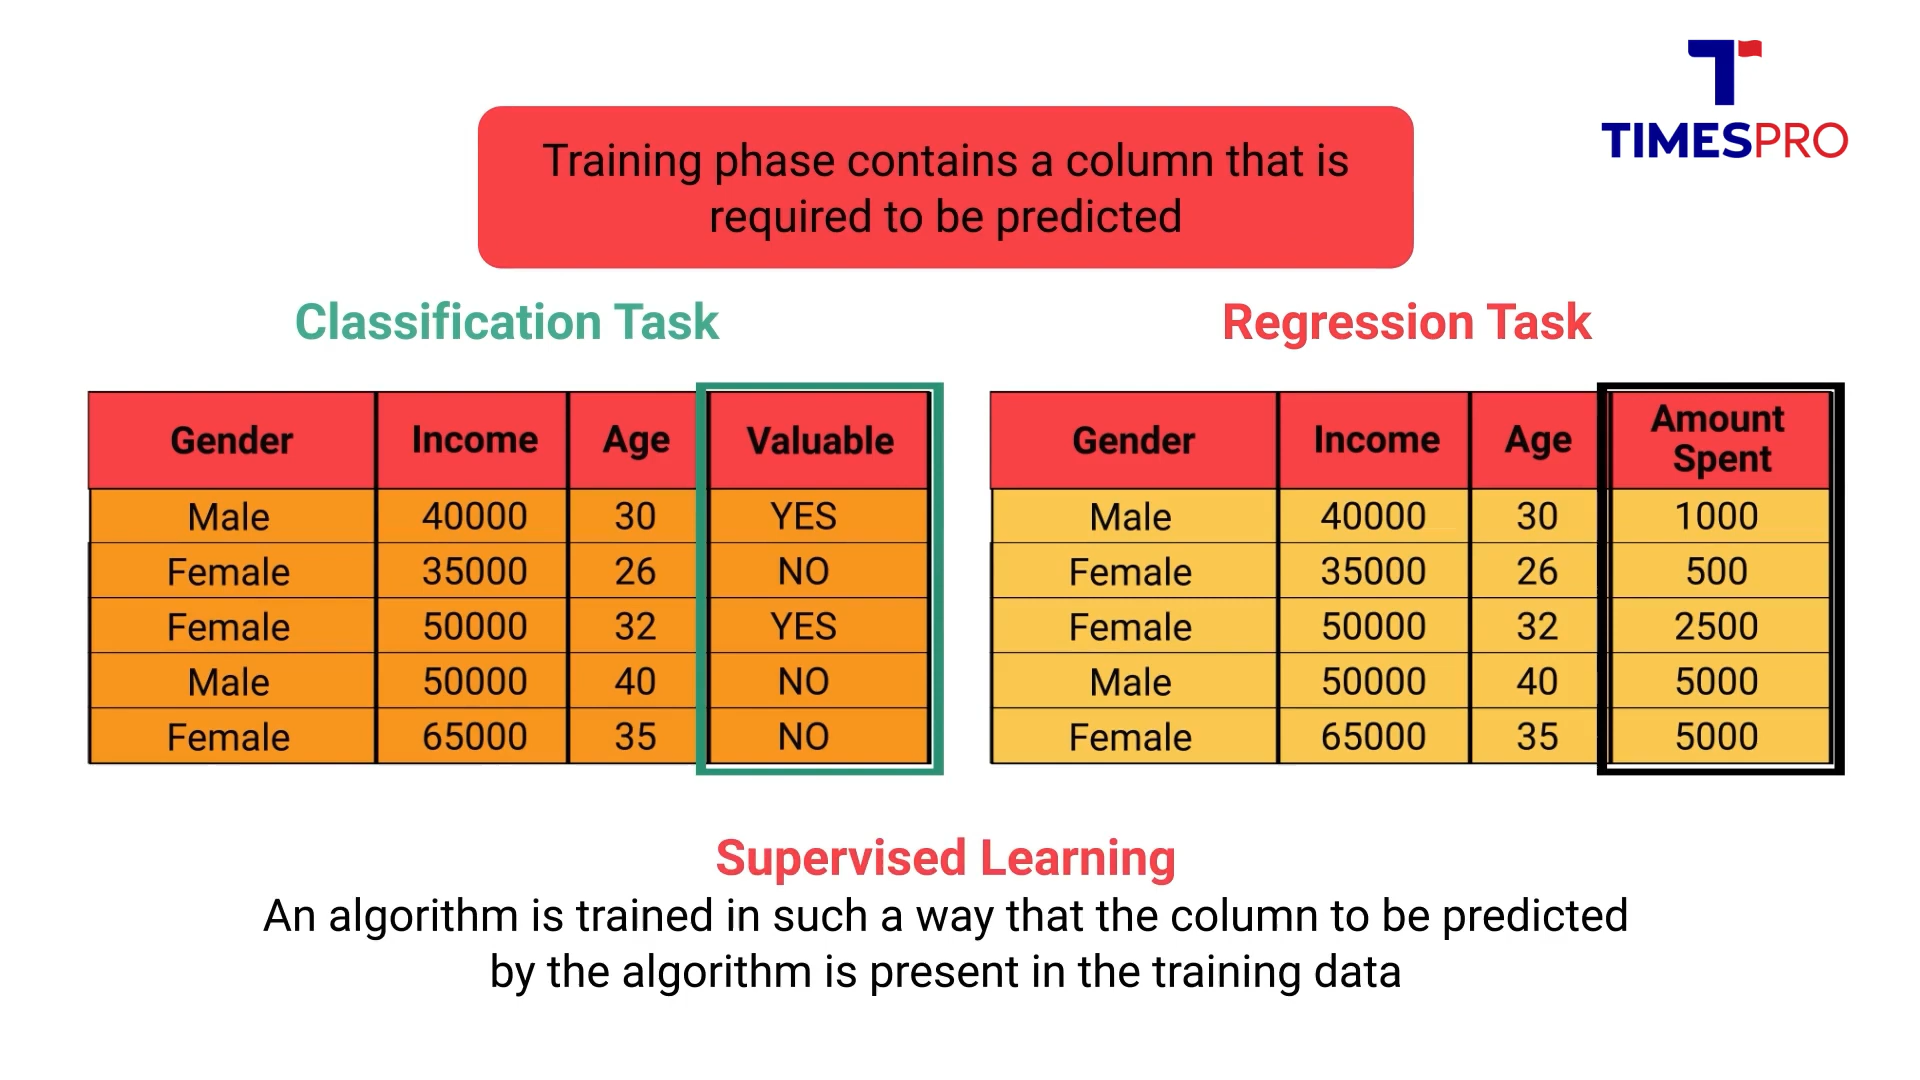 TIMESPRO
Training phase contains a column that is
required to be predicted
Classification Task
Gender Income Age Valuable
Male 40000 30 YES
Female 35000 26 NO
Female 50000 32 YES
Male 50000 40 NO
Female 65000 35 NO
Regression Task
Gender Income Age Amount Spent
Male 40000 30 1000
Female 35000 26 500
Female 50000 32 2500
Male 50000 40 5000
Female 65000 35 5000
Supervised Learning
An algorithm is trained in such a way that the column to be predicted
by the algorithm is present in the training data